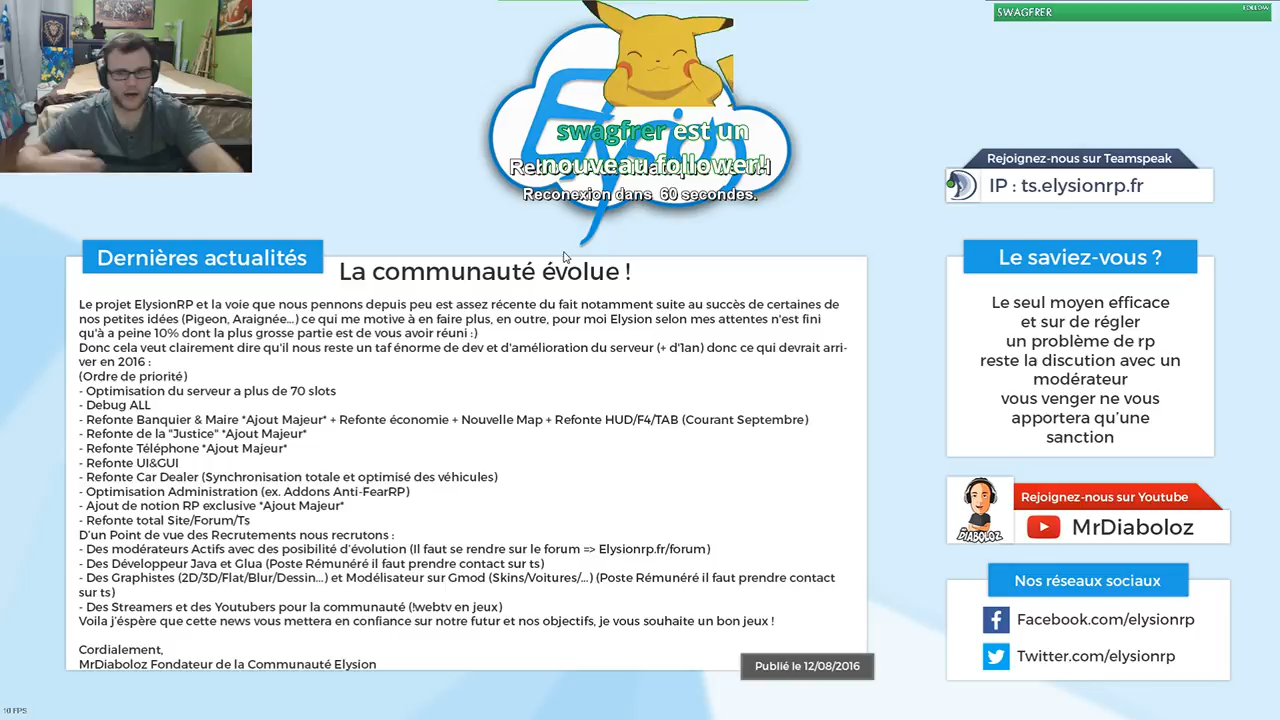 SWAGFRER
FOLLOW
Elysion
swagfrer est un
nouveau follower!
Reconexion dans 60 secondes.
Rejoignez-nous sur Teamspeak
IP : ts.elysionrp.fr
Dernières actualités
La communauté évolue !
Le projet ElysionRP et la voie que nous pennons depuis peu est assez récente du fait notamment suite au succès de certaines de
nos petites idées (Pigeon, Araignée...) ce qui me motive à en faire plus, en outre, pour moi Elysion selon mes attentes n'est fini
qu'à a peine 10% dont la plus grosse partie est de vous avoir réuni :)
Donc cela veut clairement dire qu'il nous reste un taf énorme de dev et d'amélioration du serveur (+ d'1an) donc ce qui devrait arri-
ver en 2016 :
(Ordre de priorité)
- Optimisation du serveur a plus de 70 slots
- Debug ALL
- Refonte Banquier & Maire *Ajout Majeur* + Refonte économie + Nouvelle Map + Refonte HUD/F4/TAB (Courant Septembre)
- Refonte de la "Justice" *Ajout Majeur*
- Refonte Téléphone *Ajout Majeur*
- Refonte UI&GUI
- Refonte Car Dealer (Synchronisation totale et optimisé des véhicules)
- Optimisation Administration (ex. Addons Anti-FearRP)
- Ajout de notion RP exclusive *Ajout Majeur*
- Refonte total Site/Forum/Ts
D'un Point de vue des Recrutements nous recrutons :
- Des modérateurs Actifs avec des posibilité d'évolution (Il faut se rendre sur le forum => Elysionrp.fr/forum)
- Des Développeur Java et Glua (Poste Rémunéré il faut prendre contact sur ts)
- Des Graphistes (2D/3D/Flat/Blur/Dessin...) et Modélisateur sur Gmod (Skins/Voitures/...) (Poste Rémunéré il faut prendre contact
sur ts)
- Des Streamers et des Youtubers pour la communauté (!webtv en jeux)
Voila j'éspère que cette news vous mettera en confiance sur notre futur et nos objectifs, je vous souhaite un bon jeux !
Cordialement,
MrDiaboloz Fondateur de la Communauté Elysion
Publié le 12/08/2016
Le saviez-vous ?
Le seul moyen efficace
et sur de régler
un problème de rp
reste la discution avec un
modérateur
vous venger ne vous
apportera qu'une
sanction
DIABOLOZ
Rejoignez-nous sur Youtube
MrDiaboloz
Nos réseaux sociaux
Facebook.com/elysionrp
Twitter.com/elysionrp
10 FPS